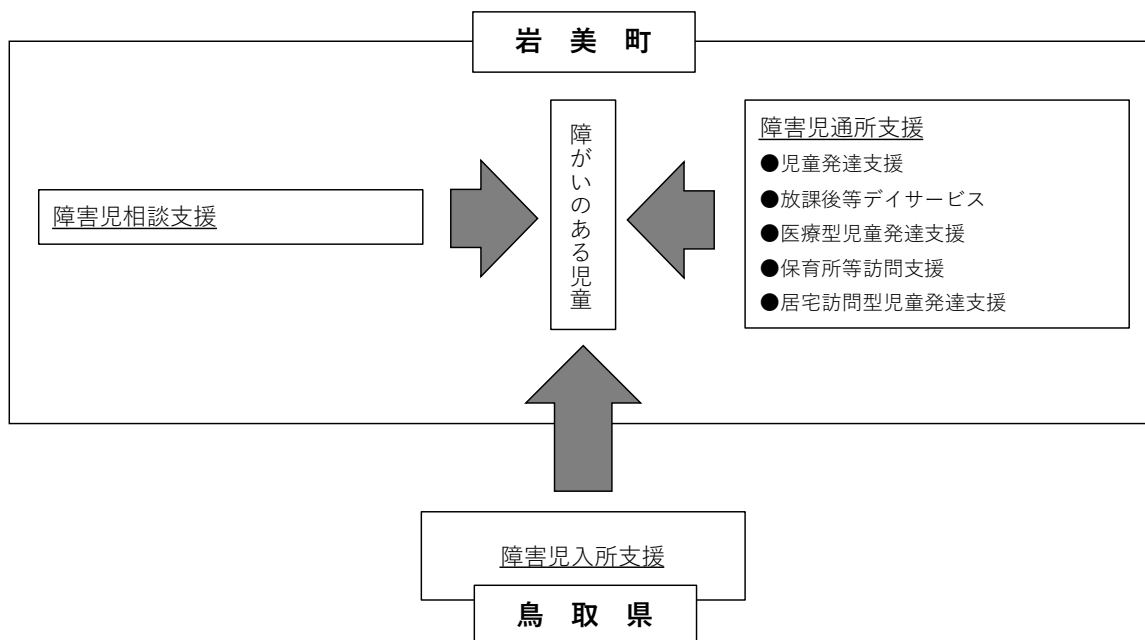 岩　美　町
障害児相談支援
障がいのある児童
障害児通所支援
●児童発達支援
●放課後等デイサービス
●医療型児童発達支援
●保育所等訪問支援
●居宅訪問型児童発達支援
障害児入所支援
鳥　取　県